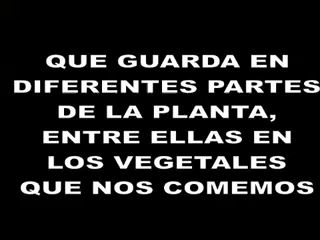 QUE GUARDA EN
DIFERENTES PARTES
DE LA PLANTA,
ENTRE ELLAS EN
LOS VEGETALES
QUE NOS COMEMOS